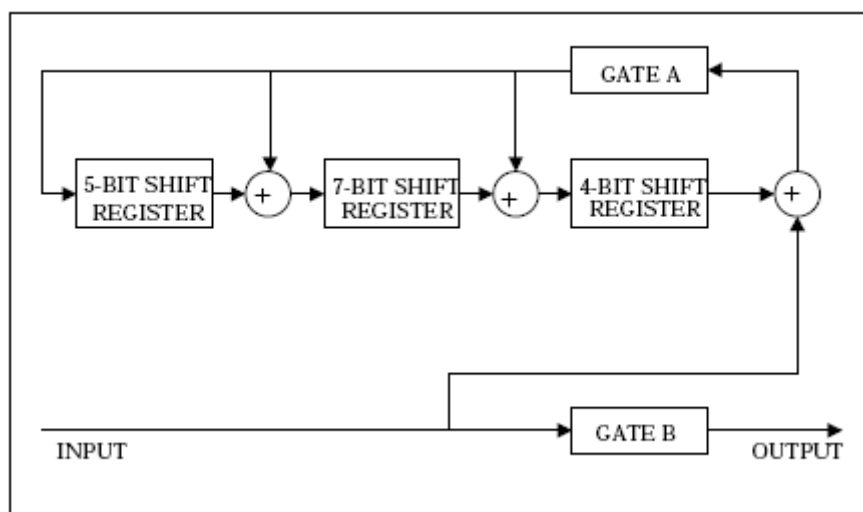 GATE A
5-BIT SHIFT
REGISTER
+
7-BIT SHIFT
REGISTER
+
4-BIT SHIFT
REGISTER
+
INPUT
GATE B
OUTPUT